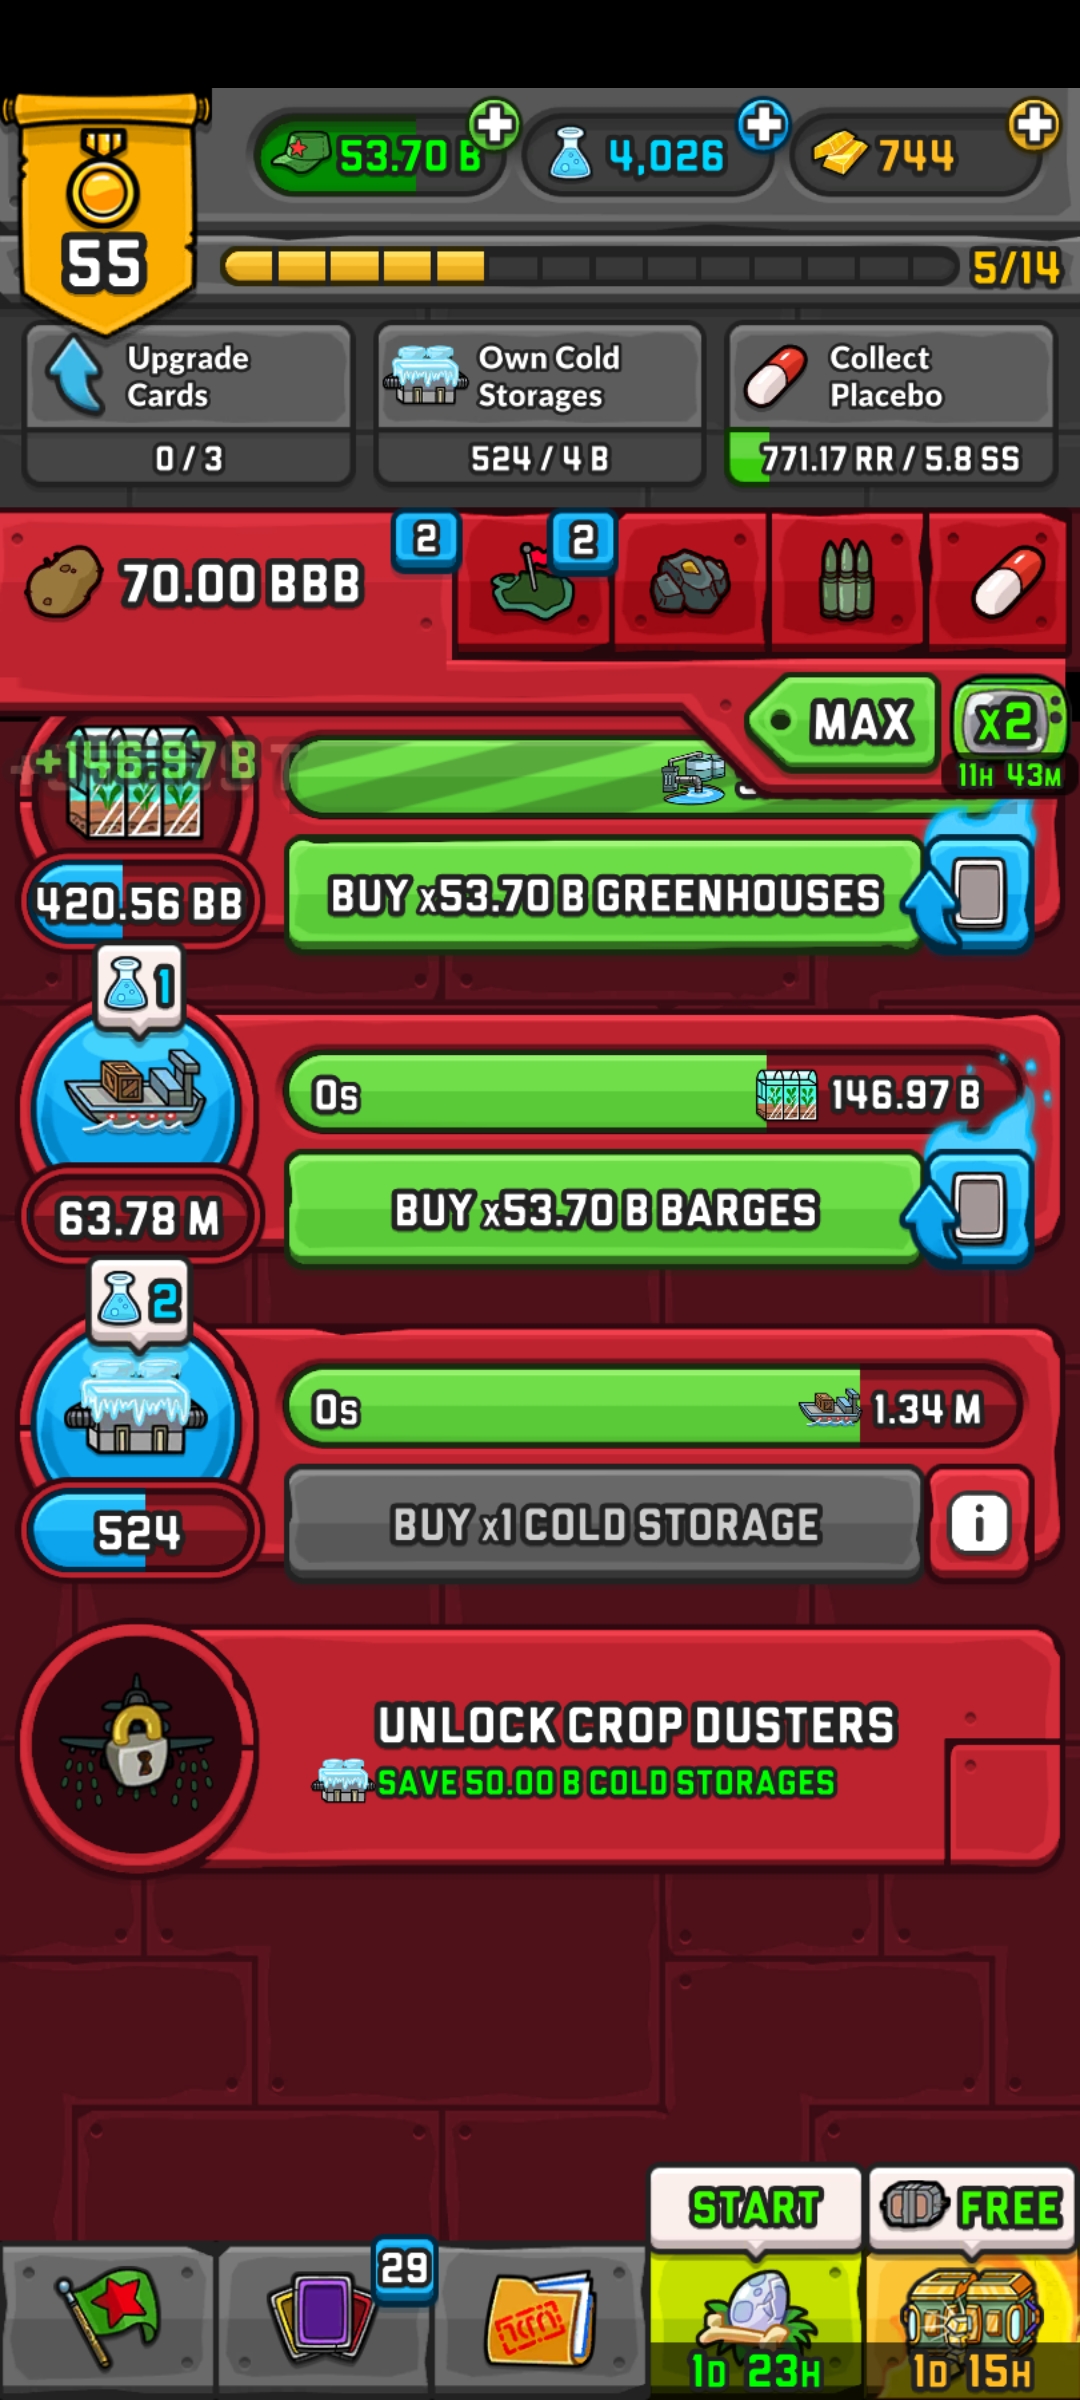 53.70 B
4,026
744
55
5/14
Upgrade
Cards
0 / 3
Own Cold
Storages
524 / 4 B
Collect
Placebo
771.17 RR / 5.8 SS
70.00 BBB
2
2
MAX
x2
11H 43M
+146.97 B
420.56 BB
BUY x53.70 B GREENHOUSES
1
0s
146.97 B
63.78 M
BUY x53.70 B BARGES
2
0s
1.34 M
524
BUY x1 COLD STORAGE
i
UNLOCK CROP DUSTERS
SAVE 50.00 B COLD STORAGES
START
FREE
29
1D 23H
1D 15H